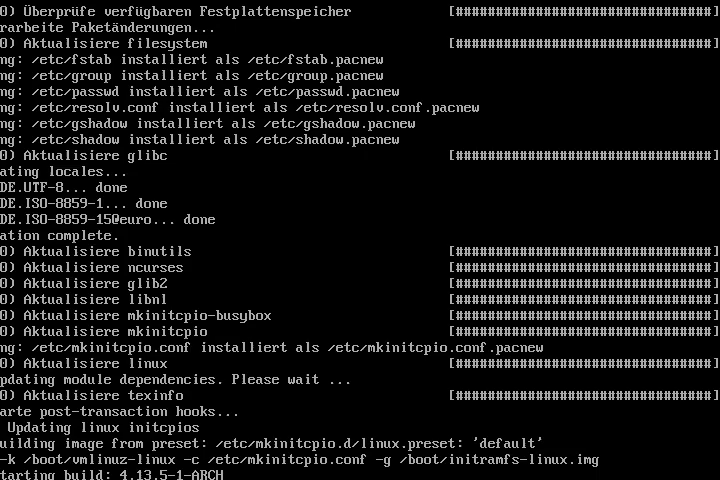 0) Überprüfe verfügbaren Festplattenspeicher [################################]
rarbeite Paketänderungen...
0) Aktualisiere filesystem [################################]
ng: /etc/fstab installiert als /etc/fstab.pacnew
ng: /etc/group installiert als /etc/group.pacnew
ng: /etc/passwd installiert als /etc/passwd.pacnew
ng: /etc/resolv.conf installiert als /etc/resolv.conf.pacnew
ng: /etc/gshadow installiert als /etc/gshadow.pacnew
ng: /etc/shadow installiert als /etc/shadow.pacnew
0) Aktualisiere glibc [################################]
ating locales...
DE.UTF-8... done
DE.ISO-8859-1... done
DE.ISO-8859-15@euro... done
ation complete.
0) Aktualisiere binutils [################################]
0) Aktualisiere ncurses [################################]
0) Aktualisiere glib2 [################################]
0) Aktualisiere libnl [################################]
0) Aktualisiere mkinitcpio-busybox [################################]
0) Aktualisiere mkinitcpio [################################]
ng: /etc/mkinitcpio.conf installiert als /etc/mkinitcpio.conf.pacnew
0) Aktualisiere linux [################################]
pdating module dependencies. Please wait ...
0) Aktualisiere texinfo [################################]
arte post-transaction hooks...
Updating linux initcpios
uilding image from preset: /etc/mkinitcpio.d/linux.preset: 'default'
-k /boot/vmlinuz-linux -c /etc/mkinitcpio.conf -g /boot/initramfs-linux.img
tarting build: 4.13.5-1-ARCH